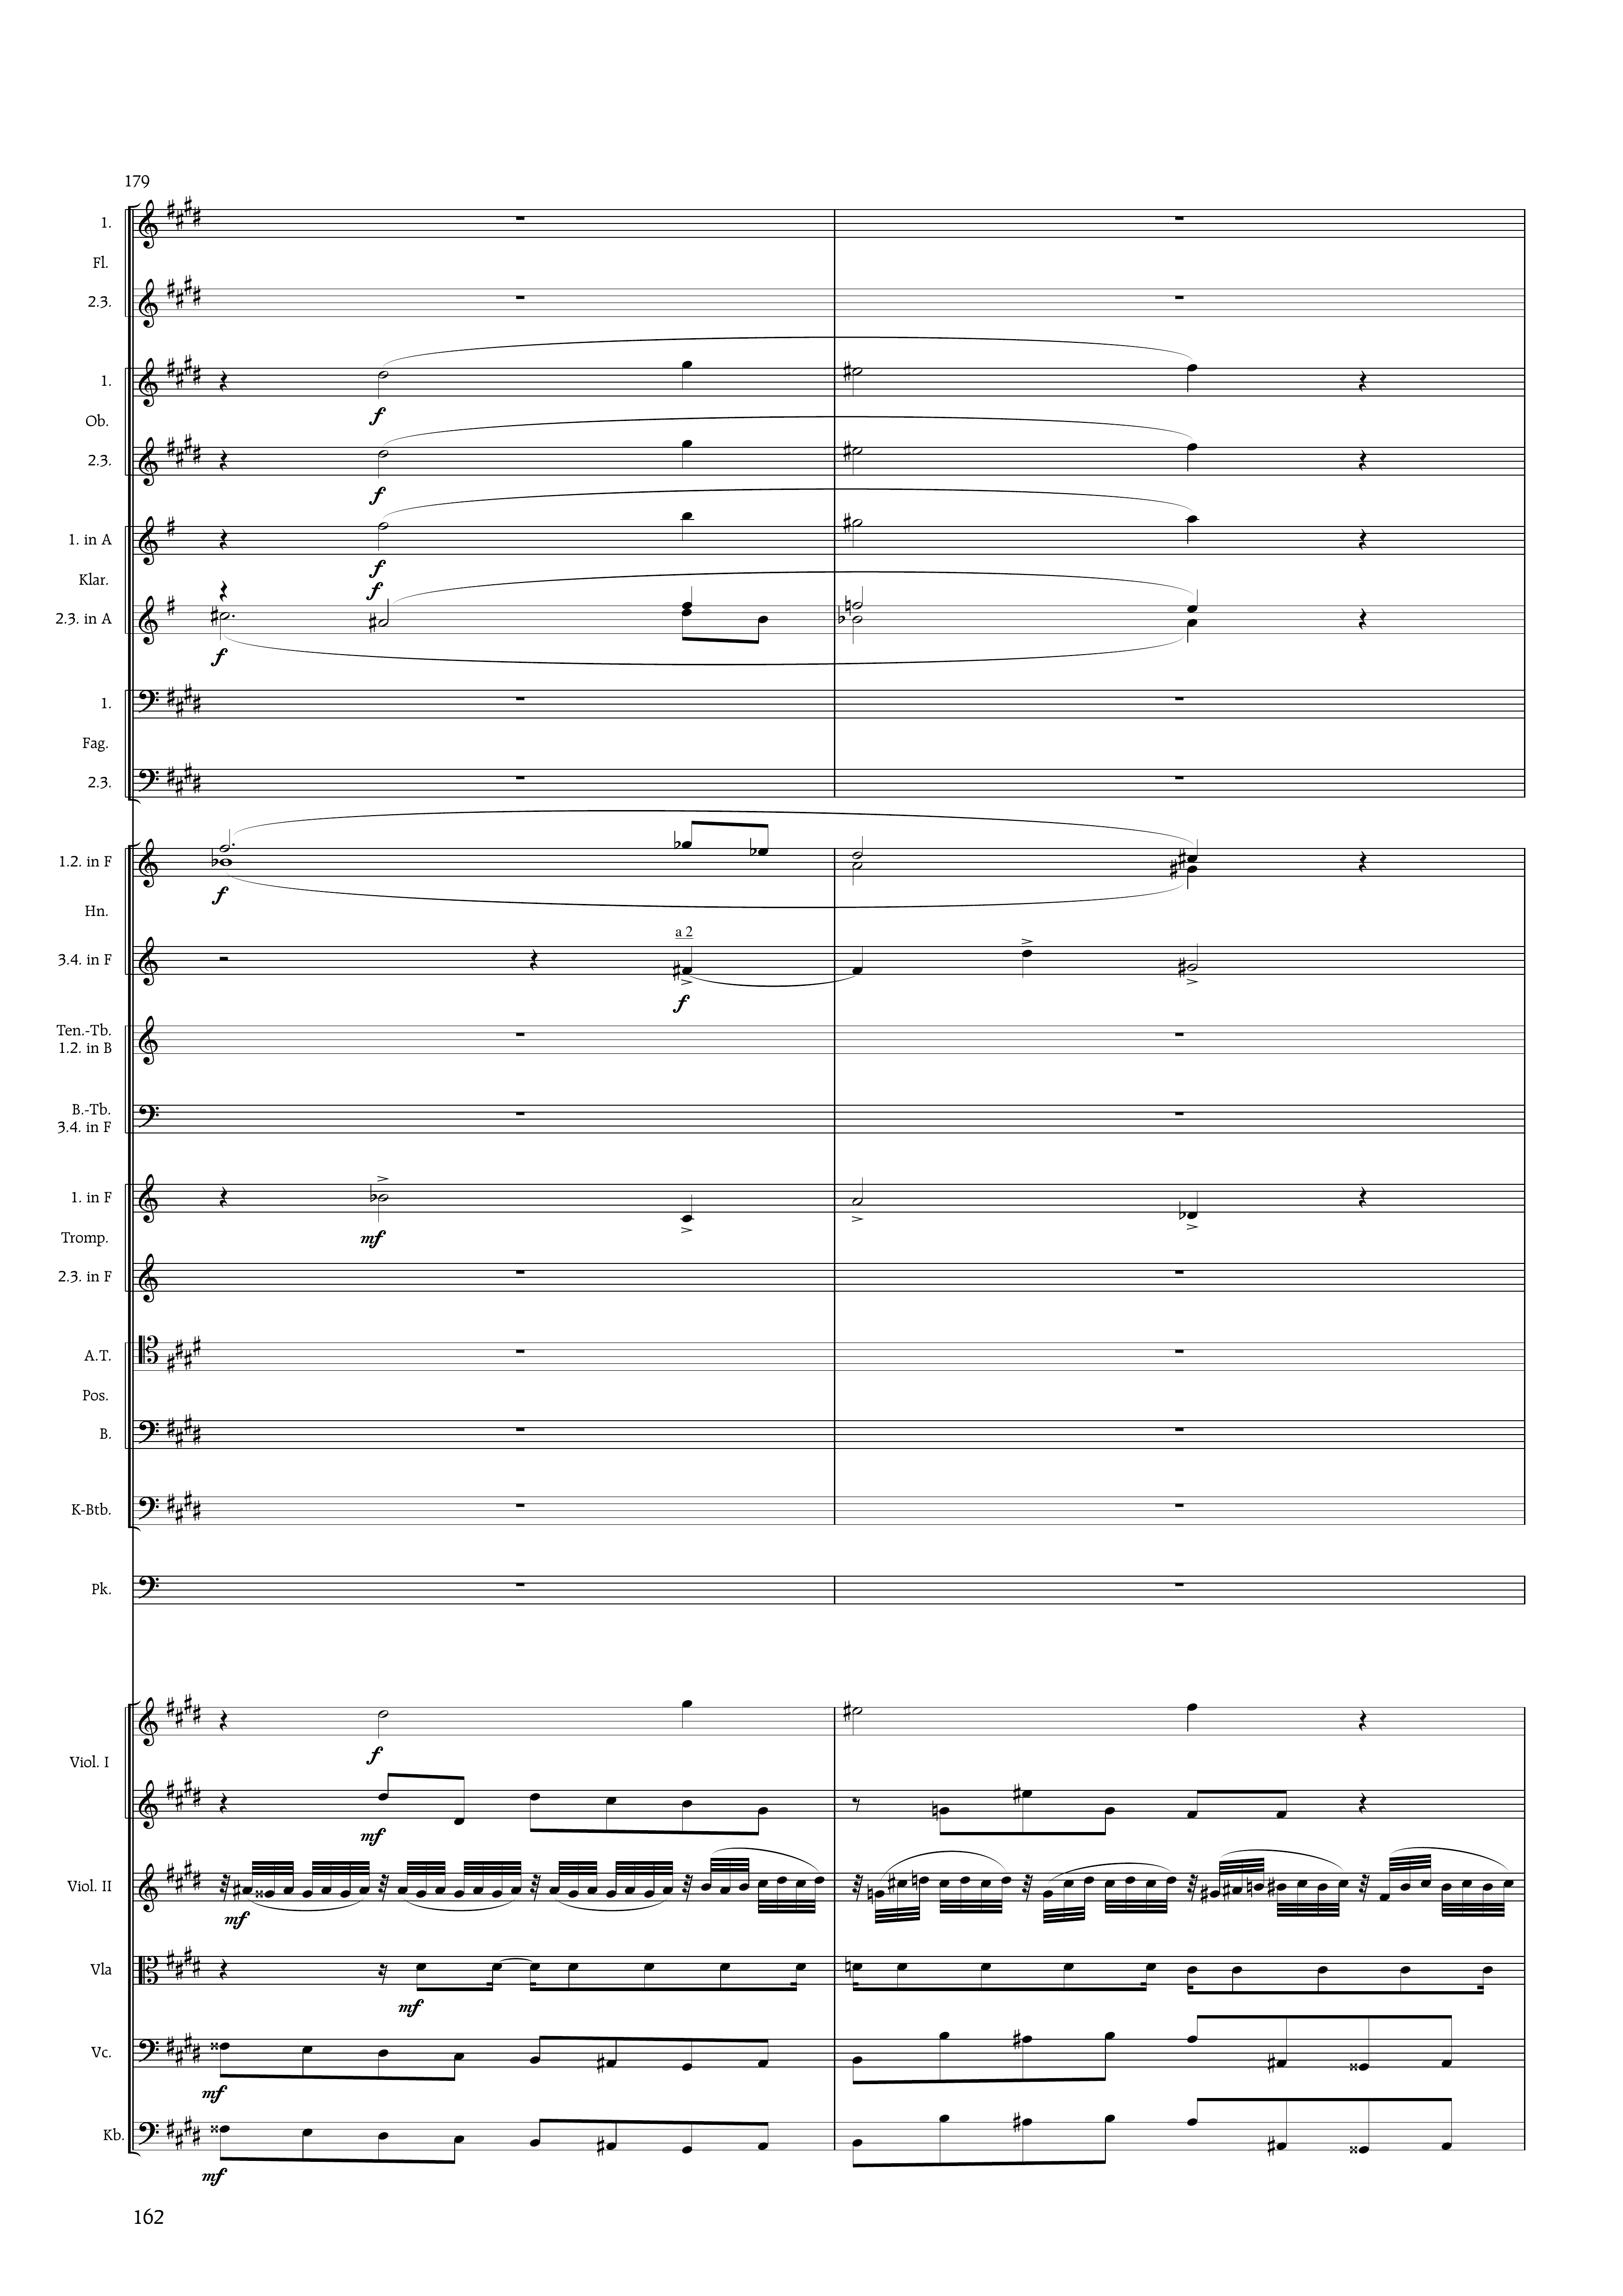 179
1.
Fl.
2.3.
1.
Ob.
f
2.3.
f
1. in A
f
Klar.
f
2.3. in A
f
1.
Fag.
2.3.
1.2. in F
f
Hn.
a 2
3.4. in F
f
Ten.-Tb.
1.2. in B
B.-Tb.
3.4. in F
1. in F
mf
Tromp.
2.3. in F
A.T.
Pos.
B.
K-Btb.
Pk.
f
Viol. I
mf
Viol. II
mf
Vla
mf
Vc.
mf
Kb.
mf
162